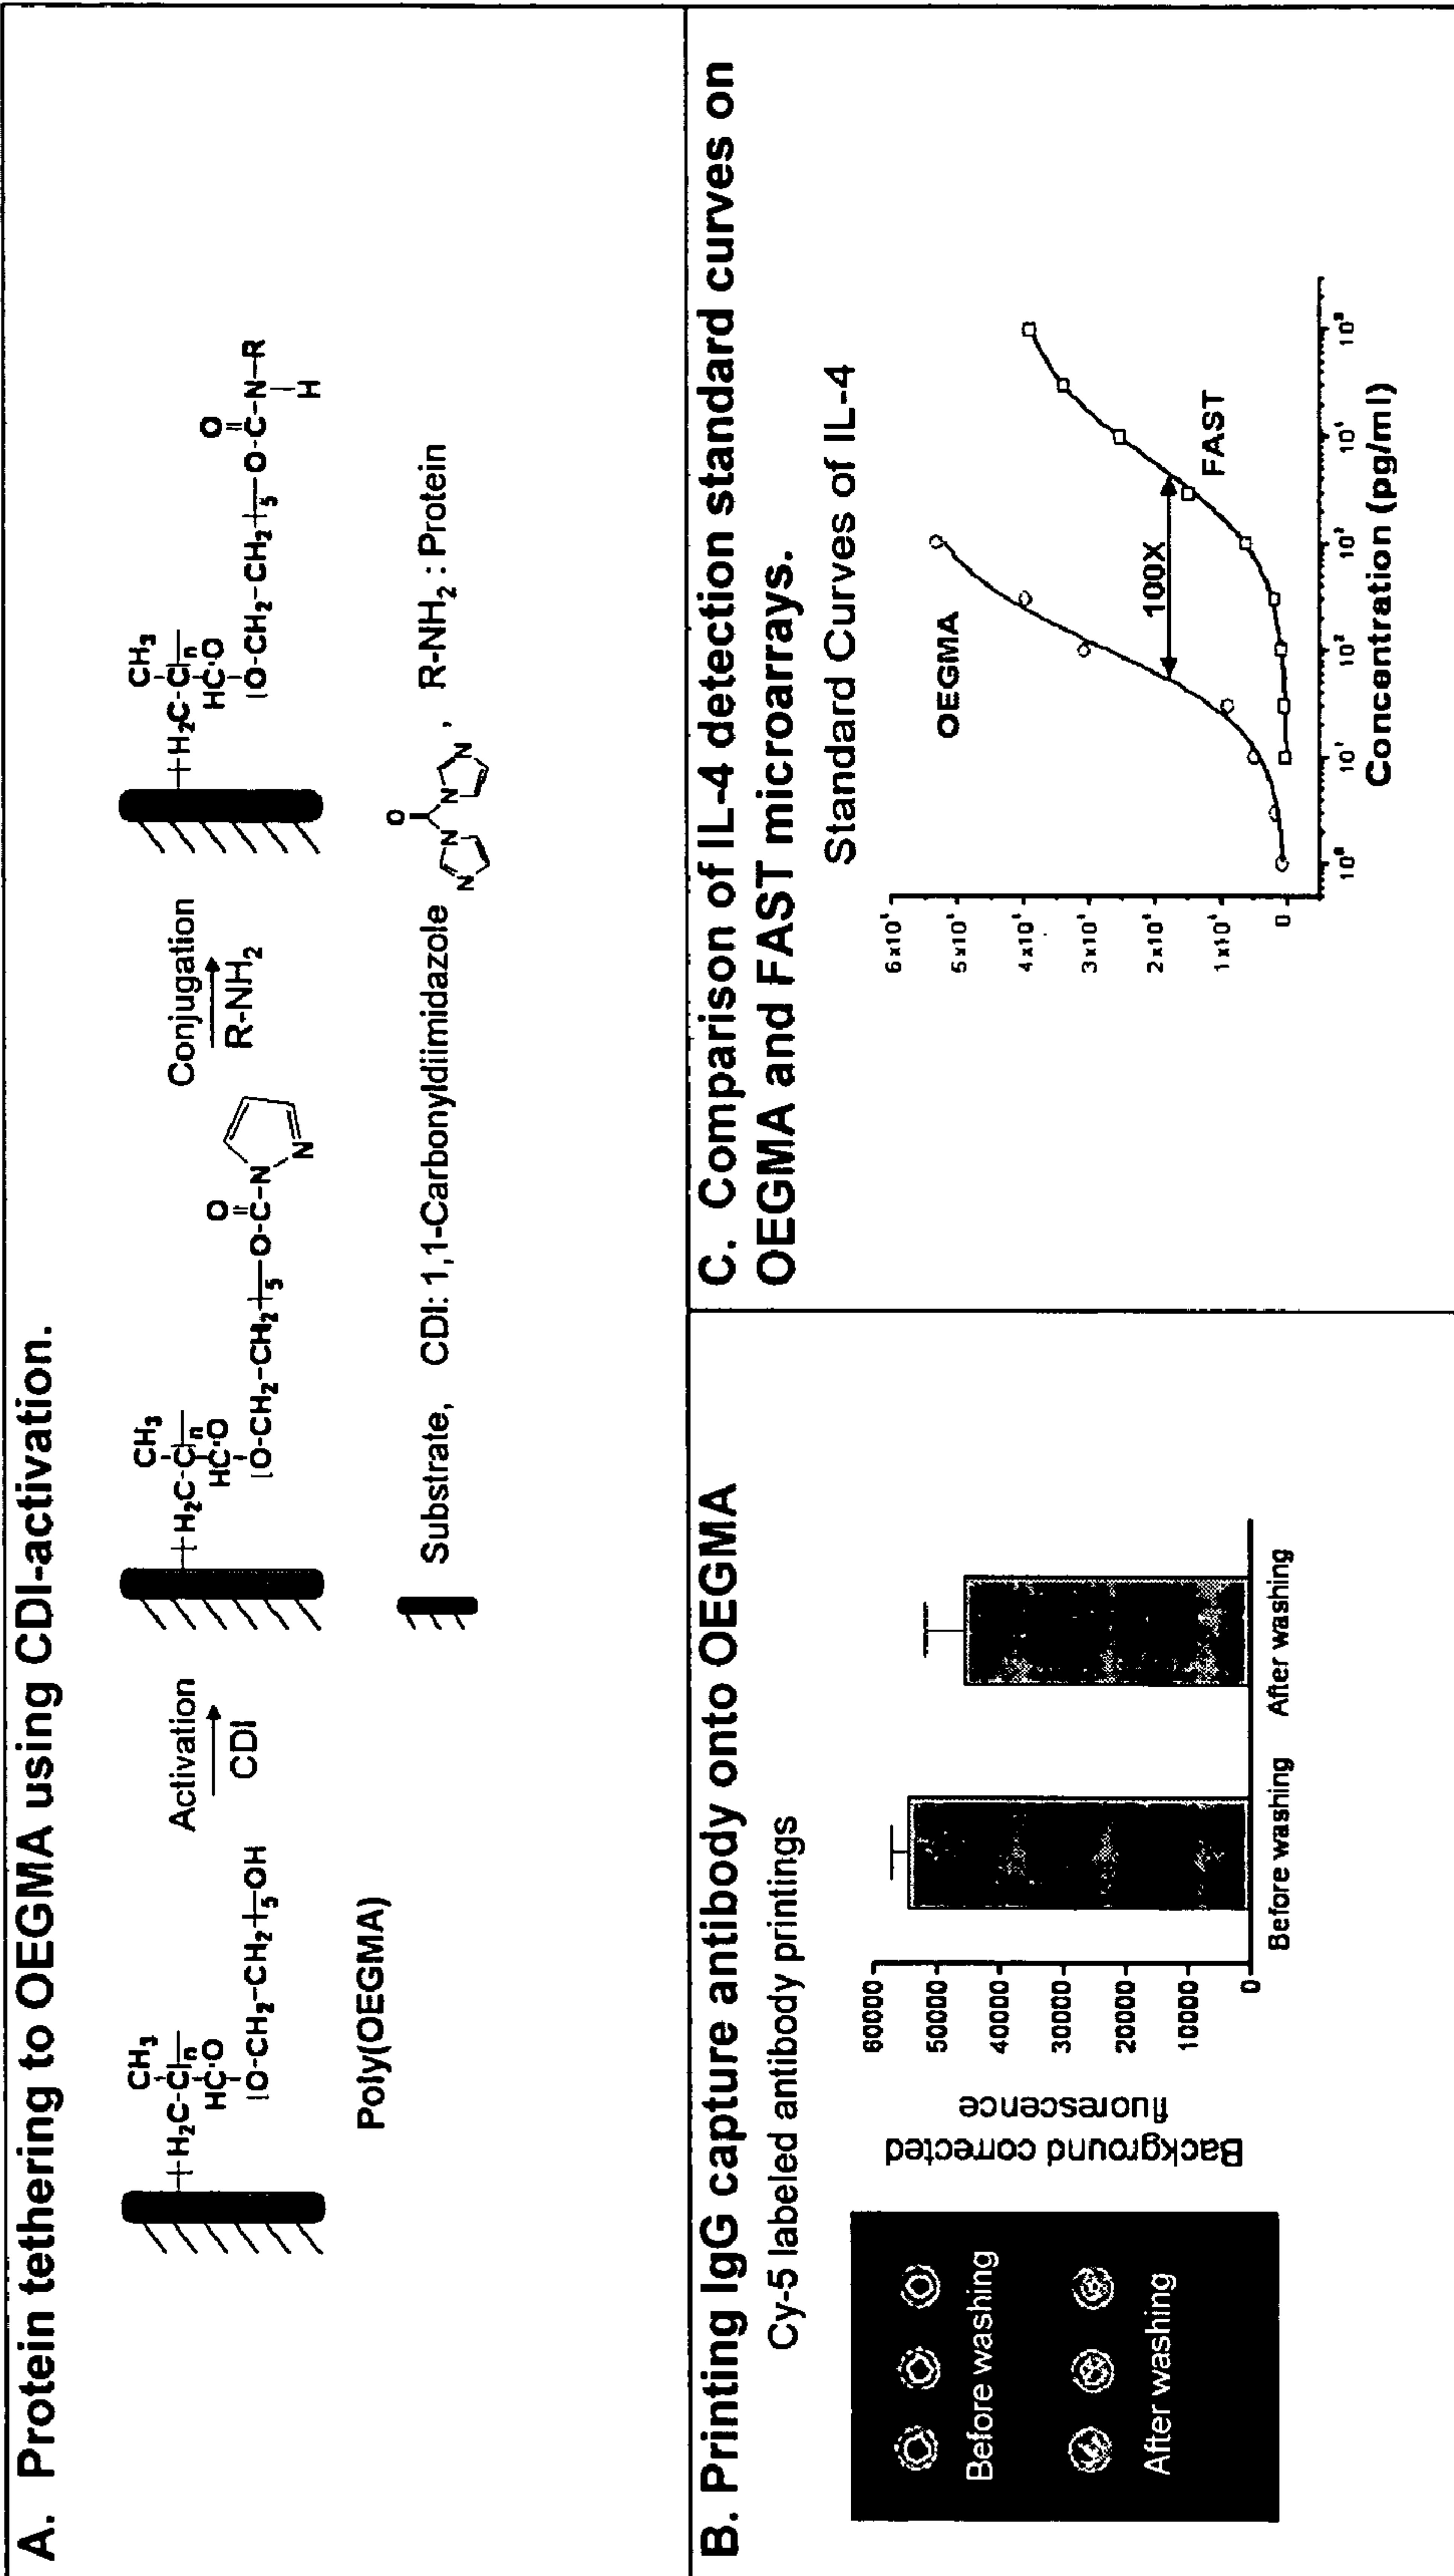 A. Protein tethering to OEGMA using CDI-activation.
CH3
H2C-C
n
HC·O
O-CH2-CH2
5
OH
Poly(OEGMA)
Activation
CDI
CH3
H2C-C-C
n
HC·O
O-CH2-CH2
5
O-C-N
O
N
Conjugation
R-NH2
CH3
H2C-C-C
n
HC·O
O-CH2-CH2
5
O-C-N-R
O
H
Substrate, CDI: 1,1-Carbonyldiimidazole
O
N
N
N
N
, R-NH2 : Protein
B. Printing IgG capture antibody onto OEGMA
Cy-5 labeled antibody printings
Before washing
After washing
Background corrected
fluorescence
60000
50000
40000
30000
20000
10000
0
Before washing
After washing
C. Comparison of IL-4 detection standard curves on
OEGMA and FAST microarrays.
Standard Curves of IL-4
OEGMA
100X
FAST
0
Concentration (pg/ml)